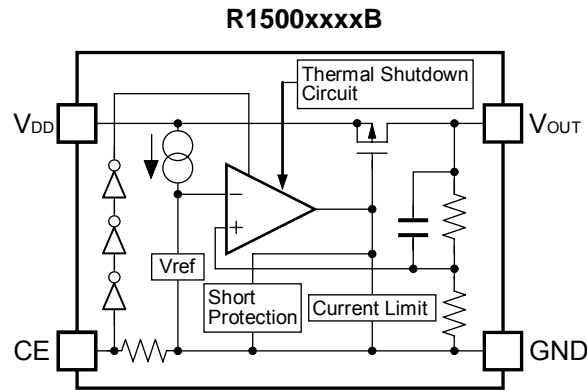 R1500xxxxB
Thermal Shutdown
Circuit
VDD
VOUT
−
+
Vref
Short
Protection
Current Limit
CE
GND